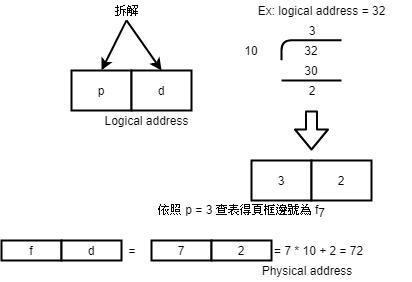 拆解
p d
Logical address
Ex: logical address = 32
3
10 32
30
2
3 2
依照 p = 3 查表得頁框邊號為 f7
f d = 7 2 = 7 * 10 + 2 = 72
Physical address